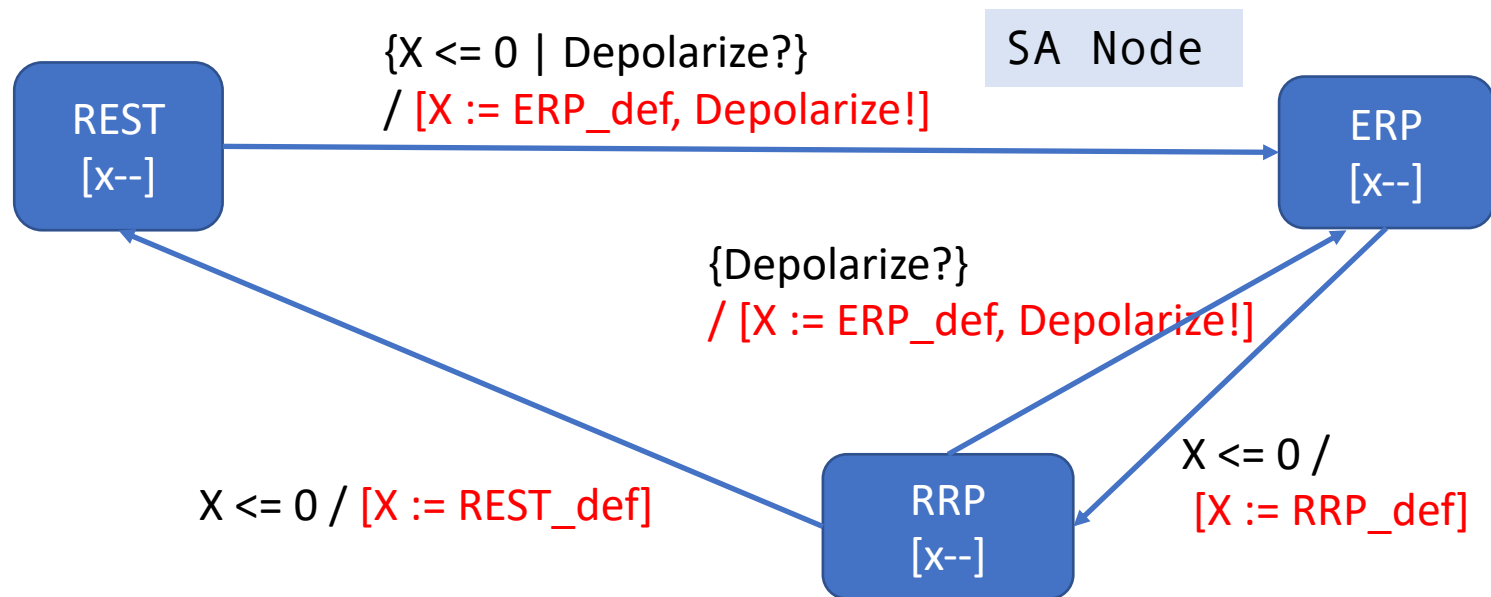 {X <= 0 | Depolarize?}
/ [X := ERP_def, Depolarize!]
SA Node
REST
[x--]
ERP
[x--]
{Depolarize?}
/ [X := ERP_def, Depolarize!]
X <= 0 /
[X := RRP_def]
X <= 0 / [X := REST_def]
RRP
[x--]